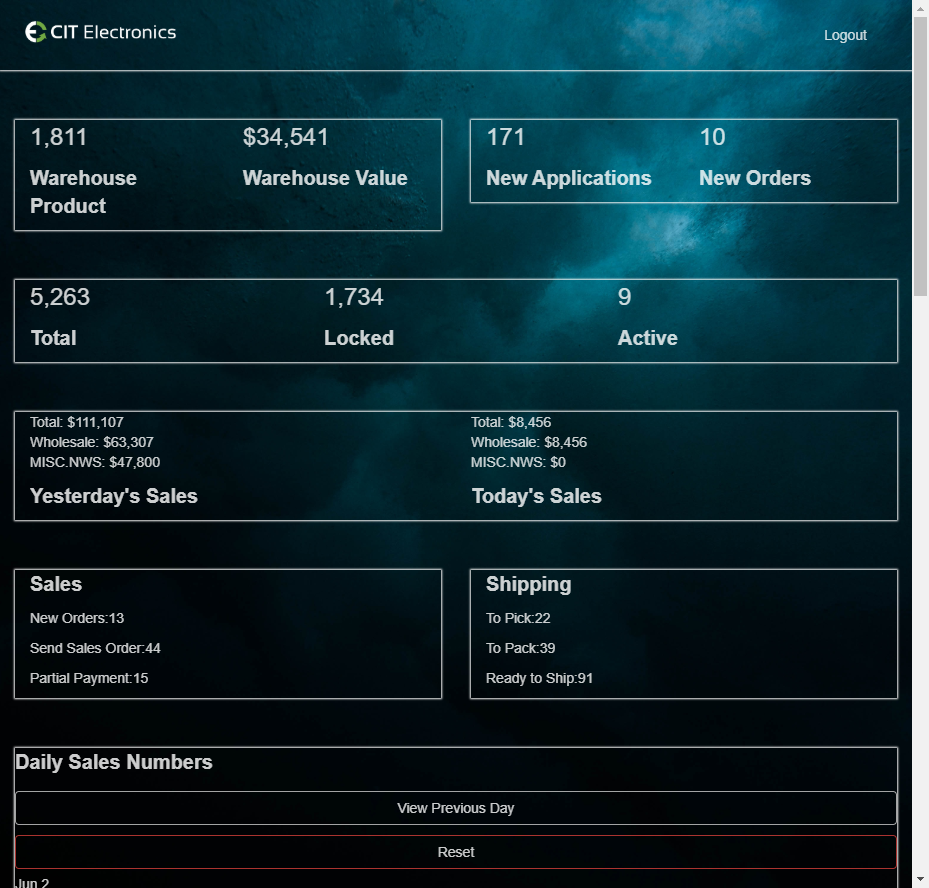 CIT Electronics
Logout
1,811
$34,541
Warehouse
Product
Warehouse Value
171
10
New Applications
New Orders
5,263
1,734
9
Total
Locked
Active
Total: $111,107
Wholesale: $63,307
MISC.NWS: $47,800
Yesterday's Sales
Total: $8,456
Wholesale: $8,456
MISC.NWS: $0
Today's Sales
Sales
New Orders:13
Send Sales Order:44
Partial Payment:15
Shipping
To Pick:22
To Pack:39
Ready to Ship:91
Daily Sales Numbers
View Previous Day
Reset
Jun 2